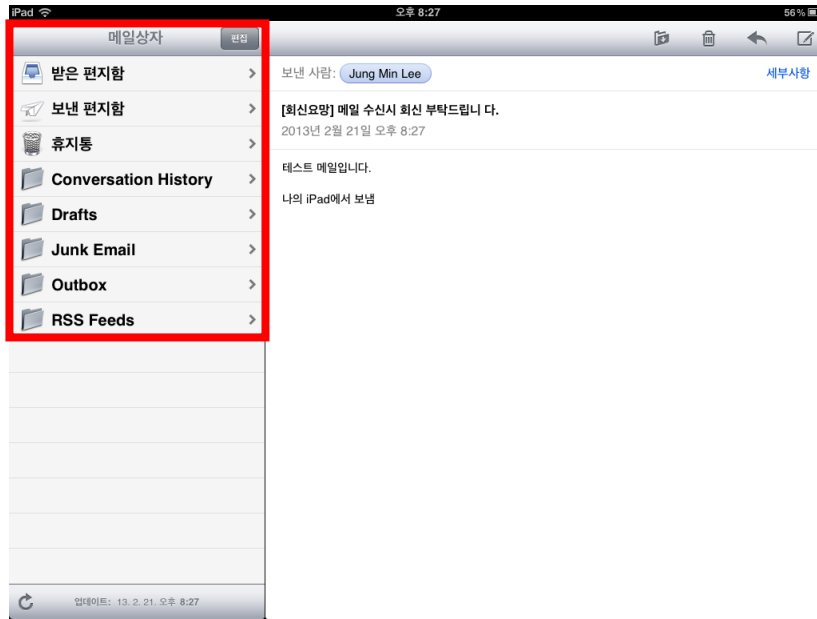 iPad 오후 8:27 56%
메일상자 편집
받은 편지함
보낸 편지함
휴지통
Conversation History
Drafts
Junk Email
Outbox
RSS Feeds
업데이트: 13. 2. 21. 오후 8:27
보낸 사람: Jung Min Lee 세부사항
[회신요망] 메일 수신시 회신 부탁드립니 다.
2013년 2월 21일 오후 8:27
테스트 메일입니다.
나의 iPad에서 보냄